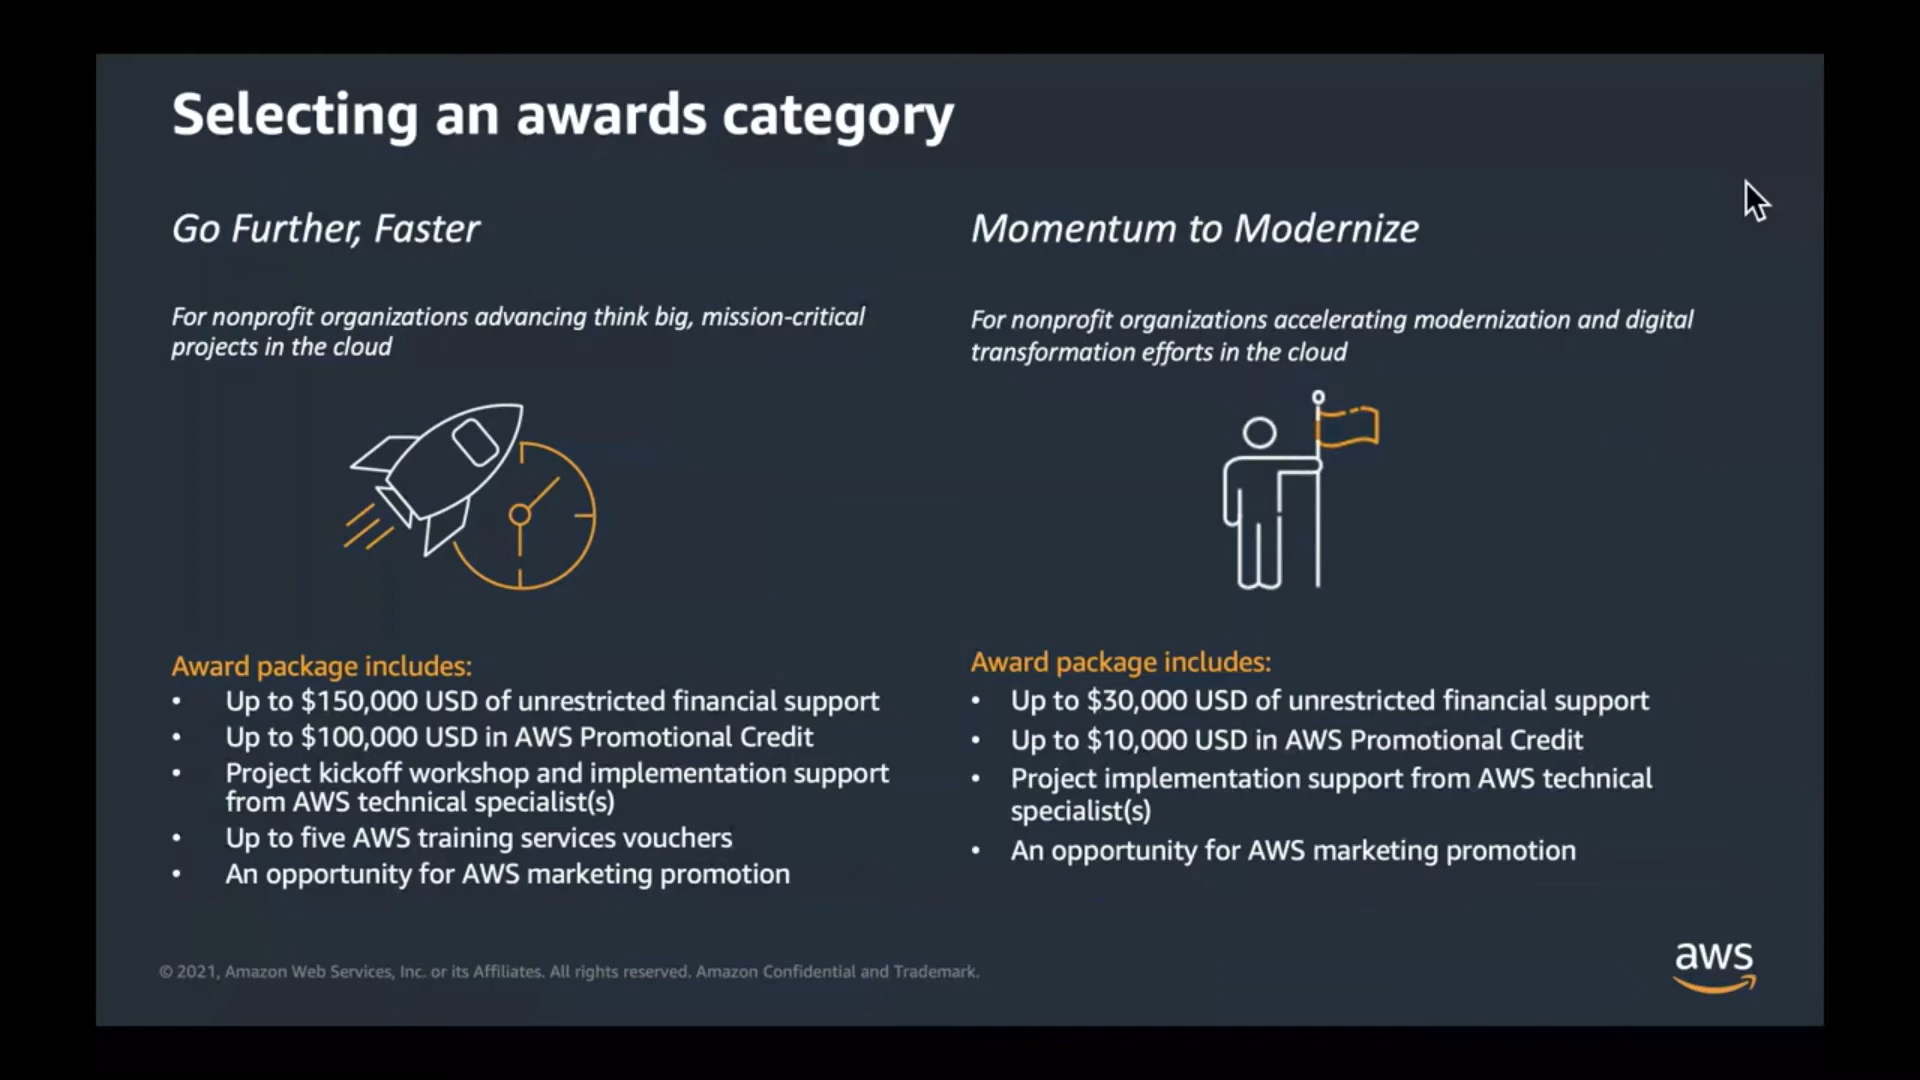 Selecting an awards category
Go Further, Faster
For nonprofit organizations advancing think big, mission-critical
projects in the cloud
Award package includes:
• Up to $150,000 USD of unrestricted financial support
• Up to $100,000 USD in AWS Promotional Credit
• Project kickoff workshop and implementation support
from AWS technical specialist(s)
• Up to five AWS training services vouchers
• An opportunity for AWS marketing promotion
Momentum to Modernize
For nonprofit organizations accelerating modernization and digital
transformation efforts in the cloud
Award package includes:
• Up to $30,000 USD of unrestricted financial support
• Up to $10,000 USD in AWS Promotional Credit
• Project implementation support from AWS technical
specialist(s)
• An opportunity for AWS marketing promotion
© 2021, Amazon Web Services, Inc. or its Affiliates. All rights reserved. Amazon Confidential and Trademark.
aws